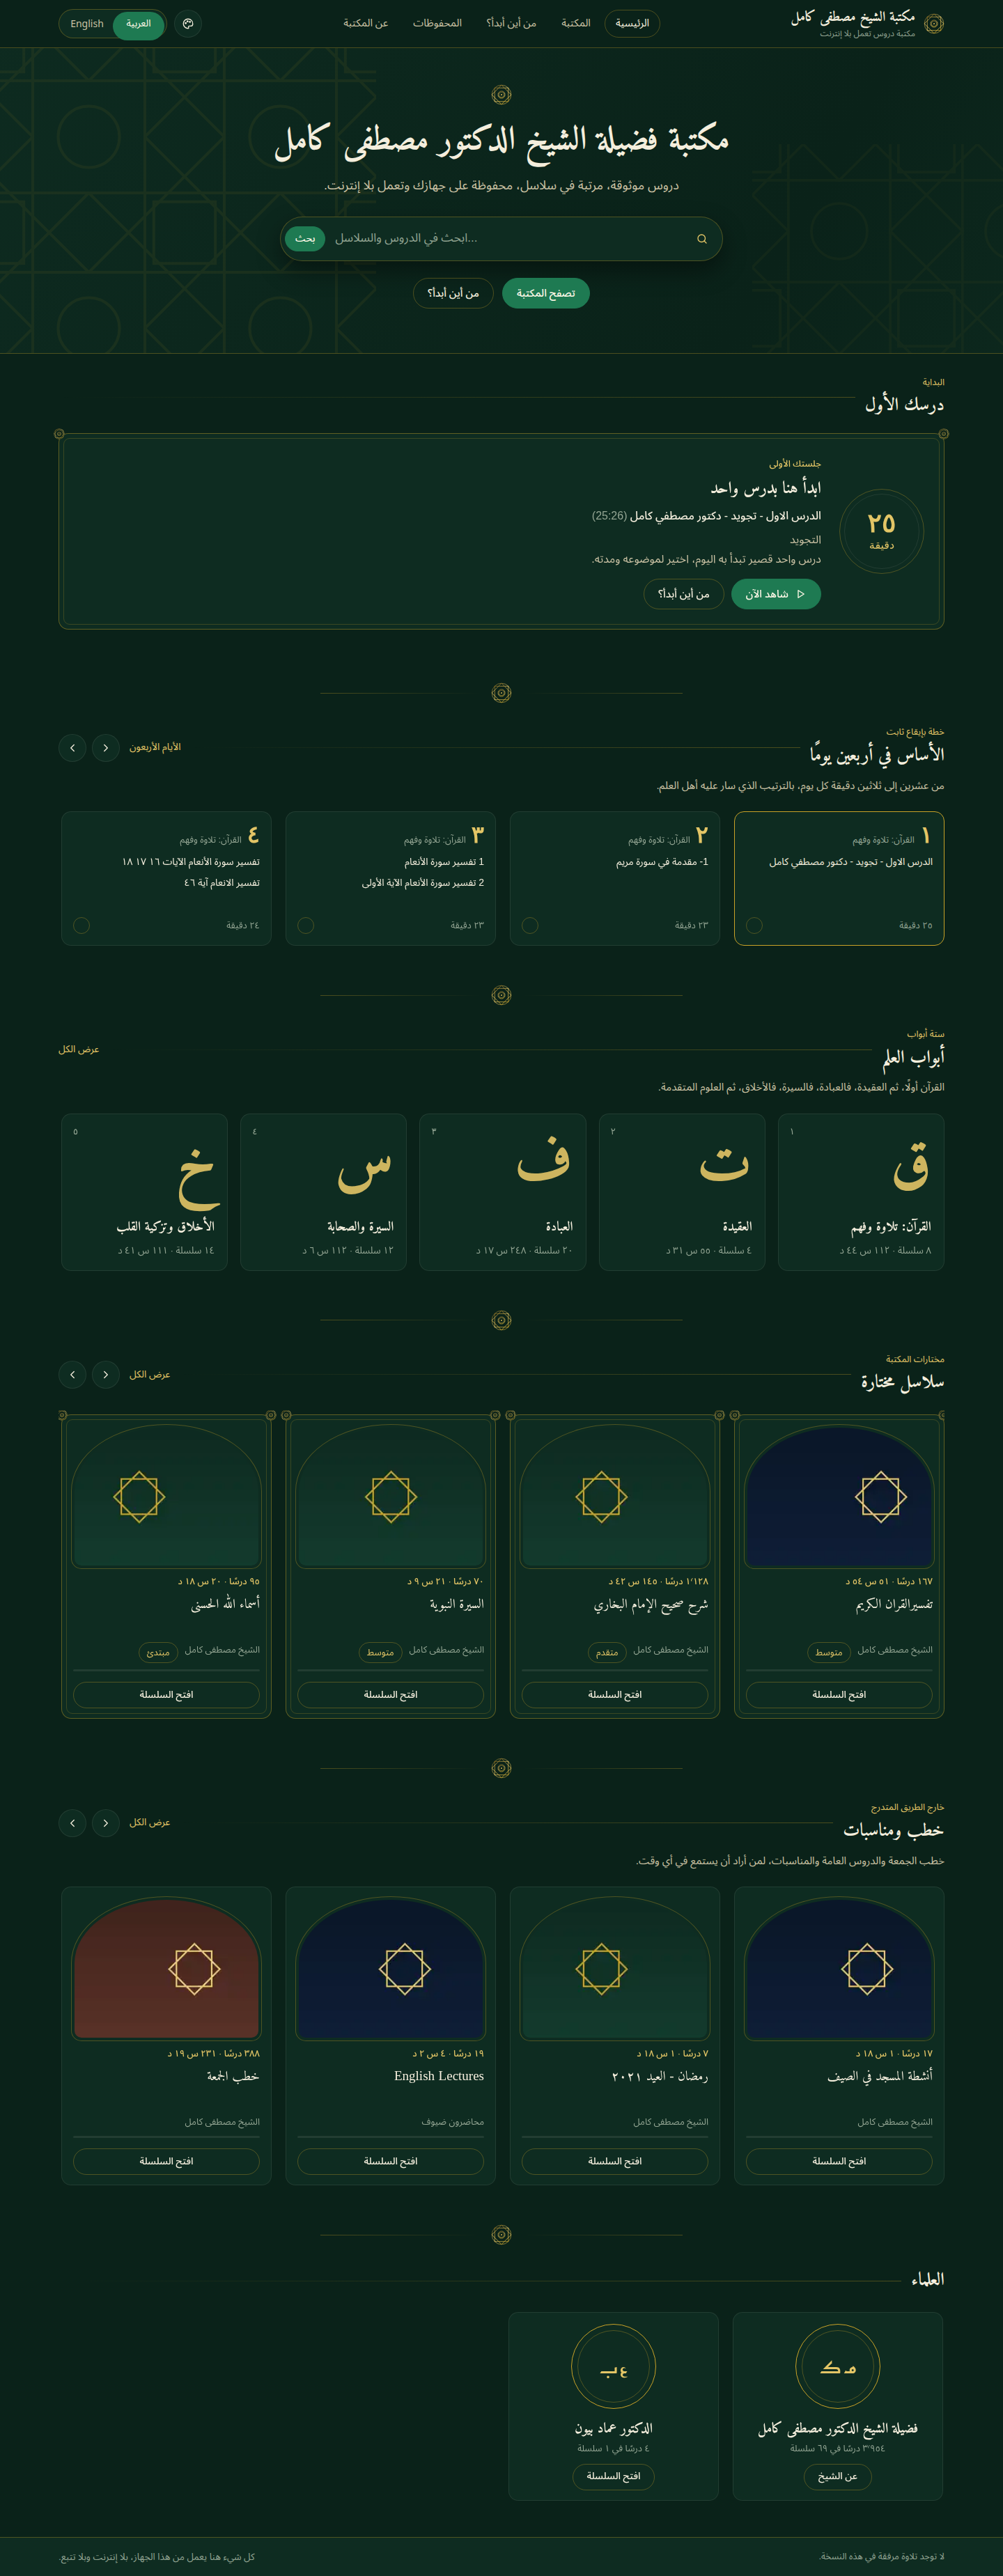 مكتبة الشيخ مصطفى كامل
مكتبة دروس تعمل بلا إنترنت
الرئيسية
المكتبة
من أين أبدأ؟
المحفوظات
عن المكتبة
العربية
English
مكتبة فضيلة الشيخ الدكتور مصطفى كامل
دروس موثوقة، مرتبة في سلاسل، محفوظة على جهازك وتعمل بلا إنترنت.
ابحث في الدروس والسلاسل...
بحث
تصفح المكتبة
من أين أبدأ؟
البداية
درسك الأول
٢٥
دقيقة
جلستك الأولى
ابدأ هنا بدرس واحد
الدرس الاول - تجويد - دكتور مصطفي كامل (25:26)
التجويد
درس واحد قصير تبدأ به اليوم، اختير لموضوعه ومدته.
شاهد الآن
من أين أبدأ؟
خطة بإيقاع ثابت
الأساس في أربعين يومًا
الأيام الأربعون
من عشرين إلى ثلاثين دقيقة كل يوم، بالترتيب الذي سار عليه أهل العلم.
١ القرآن: تلاوة وفهم
الدرس الاول - تجويد - دكتور مصطفي كامل
٢٥ دقيقة
٢ القرآن: تلاوة وفهم
1- مقدمة في سورة مريم
٢٣ دقيقة
٣ القرآن: تلاوة وفهم
1 تفسير سورة الأنعام
2 تفسير سورة الأنعام الآية الأولى
٢٣ دقيقة
٤ القرآن: تلاوة وفهم
تفسير سورة الأنعام الآيات ١٦ ١٧ ١٨
تفسير الانعام آية ٤٦
٢٤ دقيقة
ستة أبواب
أبواب العلم
عرض الكل
القرآن أولًا، ثم العقيدة، فالعبادة، فالسيرة، فالأخلاق، ثم العلوم المتقدمة.
١
ق
القرآن: تلاوة وفهم
٨ سلسلة · ١١٢ س ٤٤ د
٢
ت
العقيدة
٤ سلسلة · ٥٥ س ٣١ د
٣
ف
العبادة
٢٠ سلسلة · ٢٤٨ س ١٧ د
٤
س
السيرة والصحابة
١٢ سلسلة · ١١٢ س ٦ د
٥
خ
الأخلاق وتزكية القلب
١٤ سلسلة · ١١١ س ٤١ د
مختارات المكتبة
سلاسل مختارة
عرض الكل
١٦٧ درسًا · ٥١ س ٥٤ د
تفسيرالقران الكريم
الشيخ مصطفى كامل
متوسط
افتح السلسلة
١٬١٢٨ درسًا · ١٤٥ س ٤٢ د
شرح صحيح الإمام البخاري
الشيخ مصطفى كامل
متقدم
افتح السلسلة
٧٠ درسًا · ٢١ س ٩ د
السيرة النبوية
الشيخ مصطفى كامل
متوسط
افتح السلسلة
٩٥ درسًا · ٢٠ س ١٨ د
أسماء الله الحسنى
الشيخ مصطفى كامل
مبتدئ
افتح السلسلة
خارج الطريق المتدرج
خطب ومناسبات
عرض الكل
خطب الجمعة والدروس العامة والمناسبات، لمن أراد أن يستمع في أي وقت.
١٧ درسًا · ١ س ١٨ د
أنشطة المسجد في الصيف
الشيخ مصطفى كامل
افتح السلسلة
٧ درسًا · ١ س ١٨ د
رمضان - العيد ٢٠٢١
الشيخ مصطفى كامل
افتح السلسلة
١٩ درسًا · ٤ س ٢ د
English Lectures
محاضرون ضيوف
افتح السلسلة
٣٨٨ درسًا · ٢٣١ س ١٩ د
خطب الجمعة
الشيخ مصطفى كامل
افتح السلسلة
العلماء
م ك
فضيلة الشيخ الدكتور مصطفى كامل
٣٬٩٥٤ درسًا في ٦٩ سلسلة
عن الشيخ
ع ب
الدكتور عماد بيون
٤ درسًا في ١ سلسلة
افتح السلسلة
لا توجد تلاوة مرفقة في هذه النسخة.
كل شيء هنا يعمل من هذا الجهاز، بلا إنترنت وبلا تتبع.